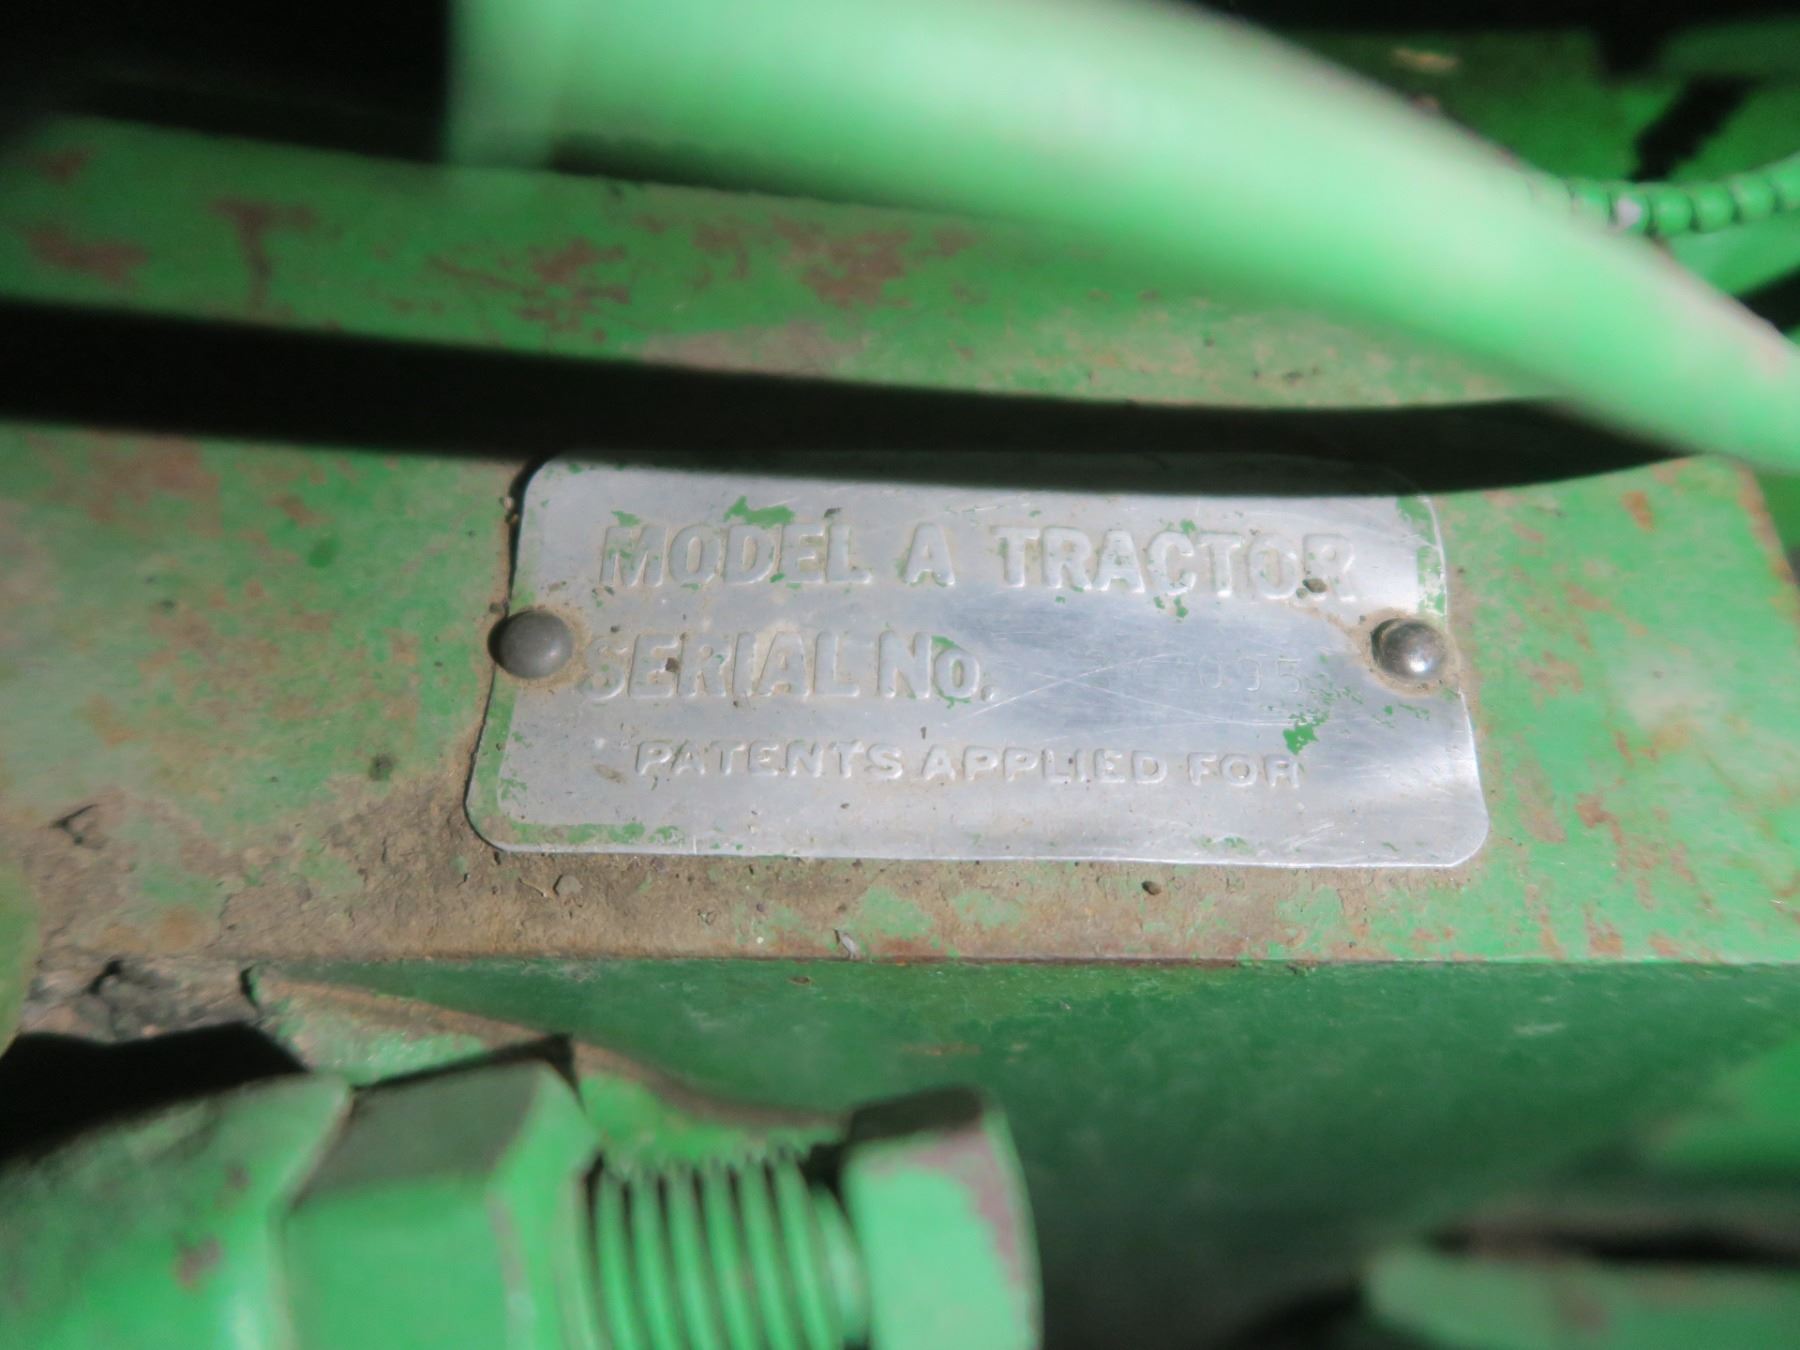 MODEL A TRACTOR
SERIAL NO.
PATENTS APPLIED FOR